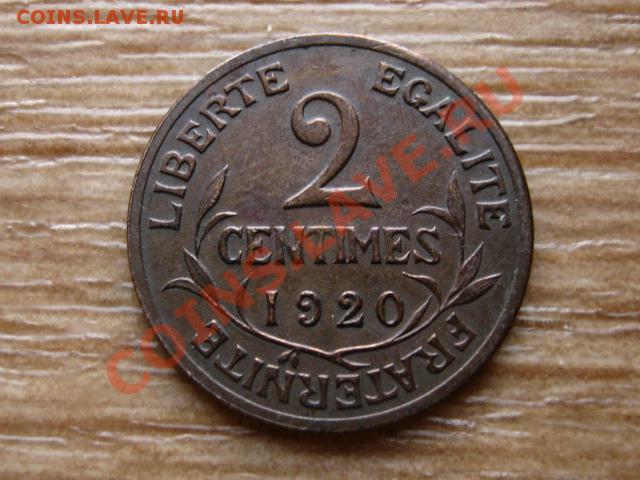 COINS.LAVE.RU
LIBERTE EGALITE
2
CENTIMES
1920
FRATERNITE
COINS.LAVE.RU